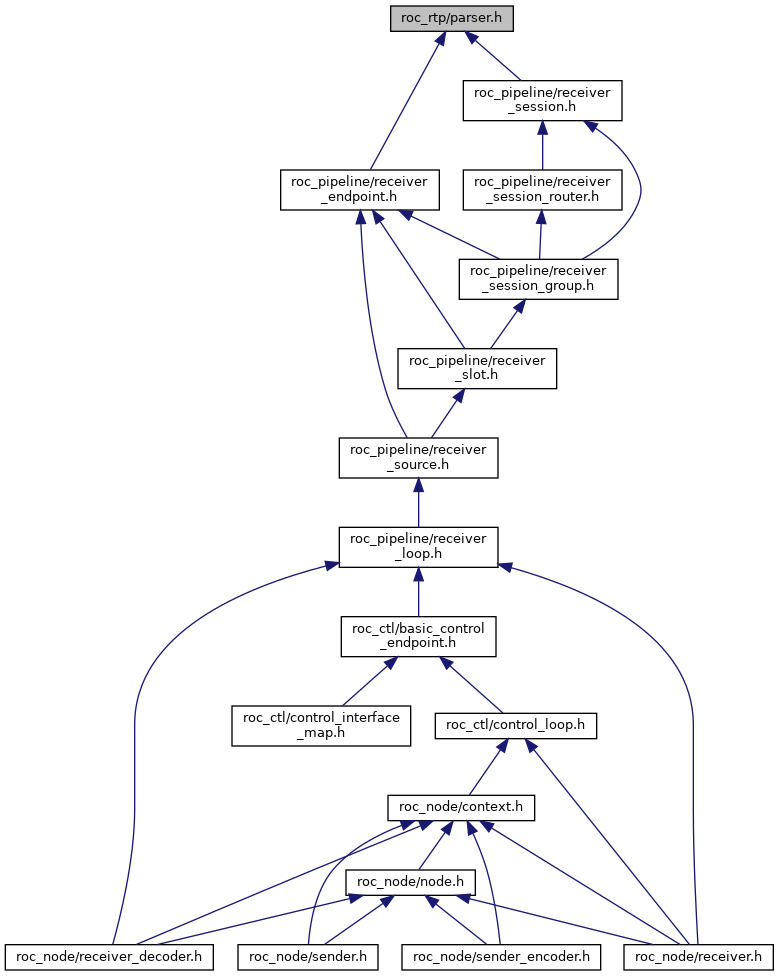 roc_rtp/parser.h
roc_pipeline/receiver
_session.h
roc_pipeline/receiver
_endpoint.h
roc_pipeline/receiver
_session_router.h
roc_pipeline/receiver
_session_group.h
roc_pipeline/receiver
_slot.h
roc_pipeline/receiver
_source.h
roc_pipeline/receiver
_loop.h
roc_ctl/basic_control
_endpoint.h
roc_ctl/control_interface
_map.h
roc_ctl/control_loop.h
roc_node/context.h
roc_node/node.h
roc_node/receiver_decoder.h
roc_node/sender.h
roc_node/sender_encoder.h
roc_node/receiver.h